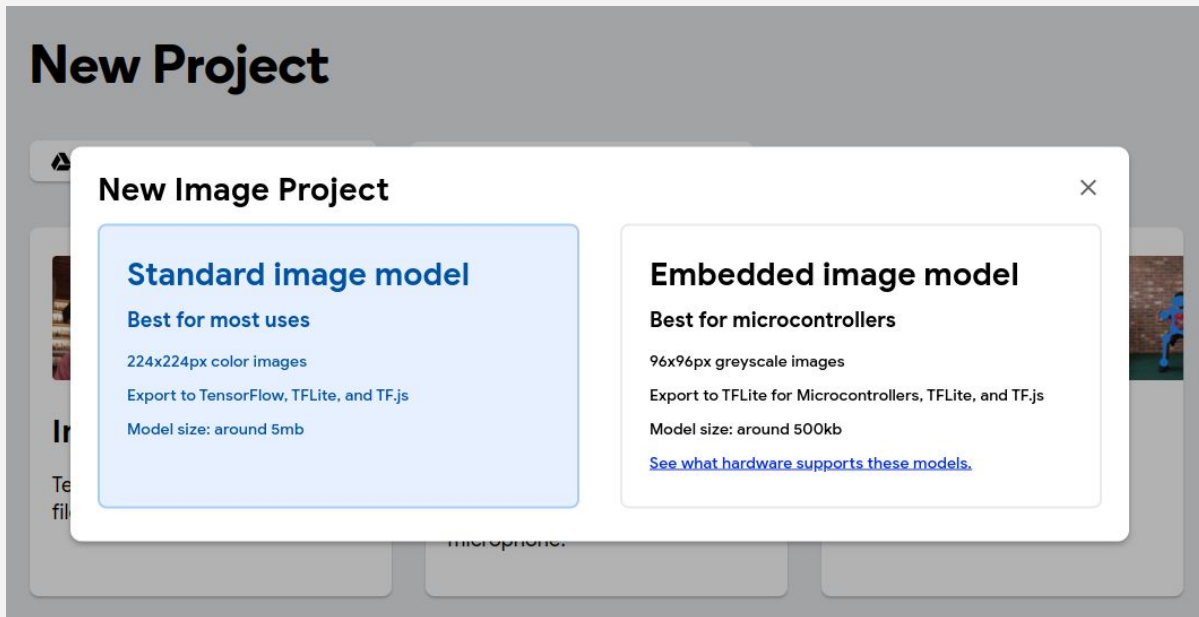 New Project
New Image Project
Standard image model
Best for most uses
224x224px color images
Export to TensorFlow, TFLite, and TF.js
Model size: around 5mb
Embedded image model
Best for microcontrollers
96x96px greyscale images
Export to TFLite for Microcontrollers, TFLite, and TF.js
Model size: around 500kb
See what hardware supports these models.
microphone.